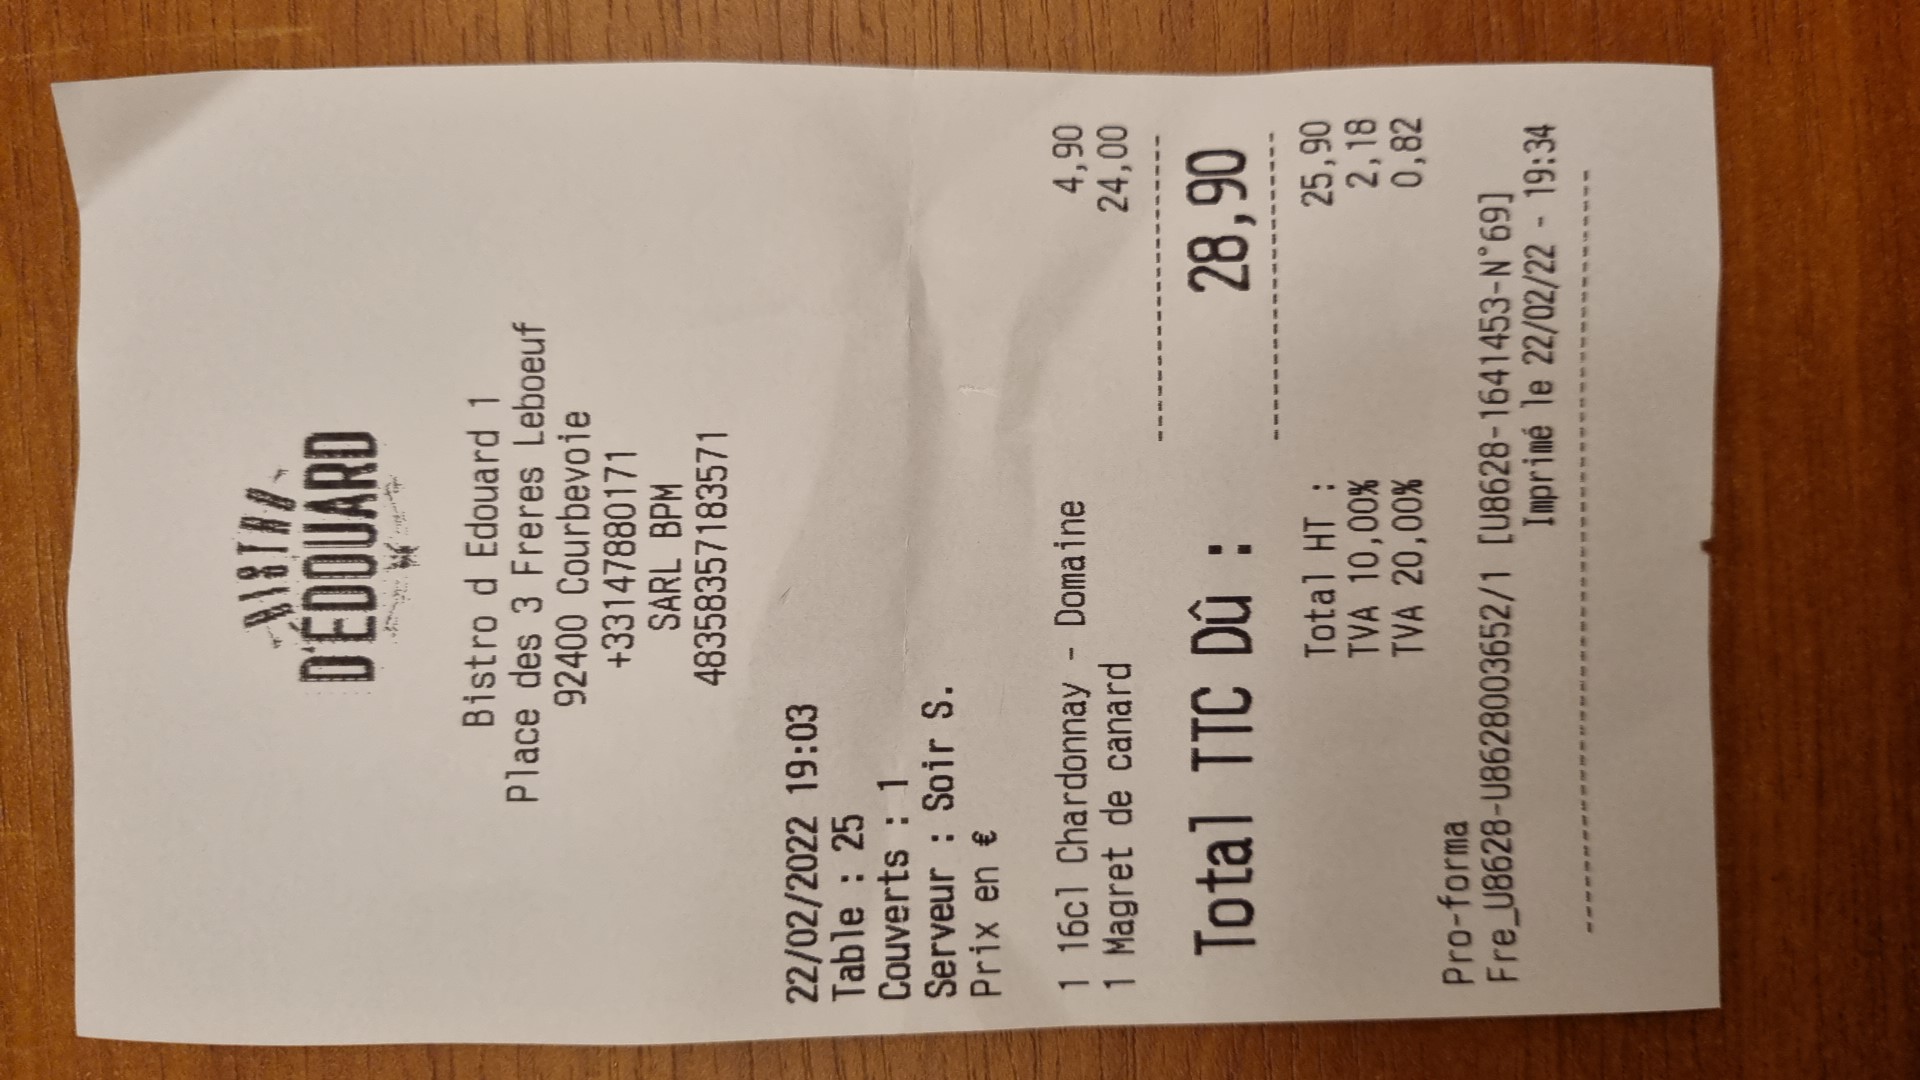 BISTRO
D'ÉDOUARD
Bistro d Edouard 1
Place des 3 Freres Leboeuf
92400 Courbevoie
+33147880171
SARL BPM
48358357183571
22/02/2022 19:03
Table : 25
Couverts : 1
Serveur : Soir S.
Prix en €
1 16cl Chardonnay - Domaine 4,90
1 Magret de canard 24,00
Total TTC Dû : 28,90
Total HT : 25,90
TVA 10,00% 2,18
TVA 20,00% 0,82
Pro-forma
Fre_U8628-U86280003652/1 [U8628-1641453-N°69]
Imprimé le 22/02/22 - 19:34